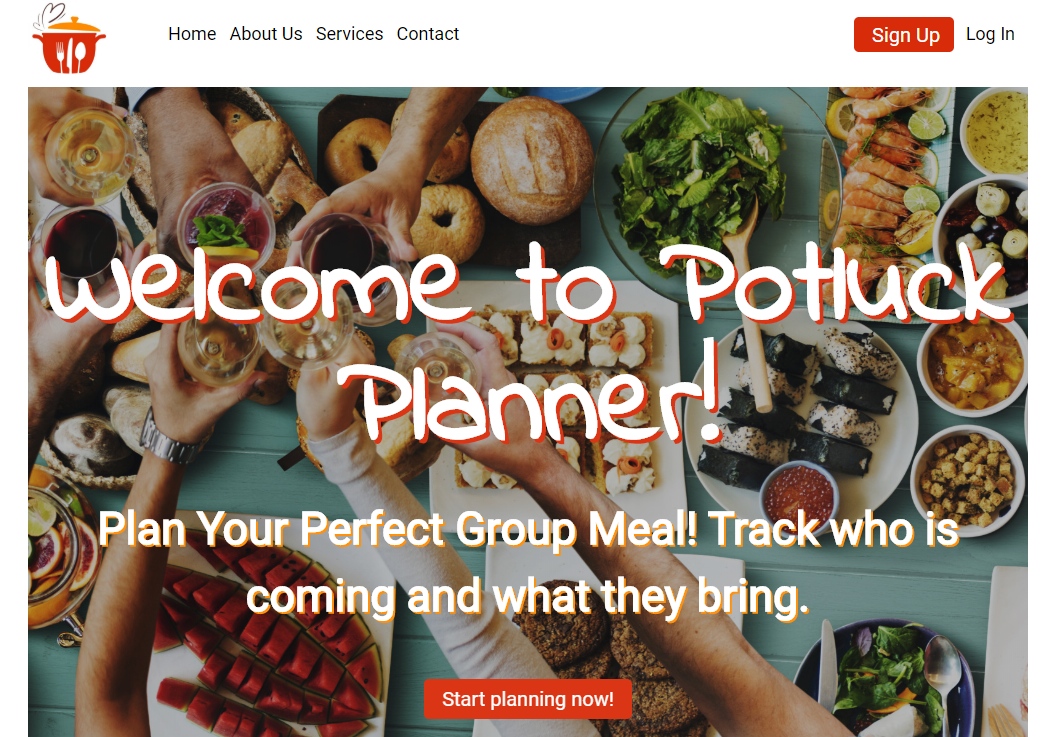 Home About Us Services Contact Sign Up Log In
Welcome to Potluck
Planner!
Plan Your Perfect Group Meal! Track who is
coming and what they bring.
Start planning now!